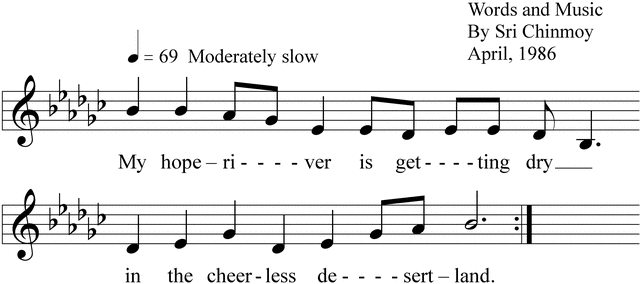 Words and Music
By Sri Chinmoy
April, 1986
♩ = 69 Moderately slow
My hope – ri - - - - ver is get - - - - ting dry ____
in the cheer - less de - - - - sert – land.